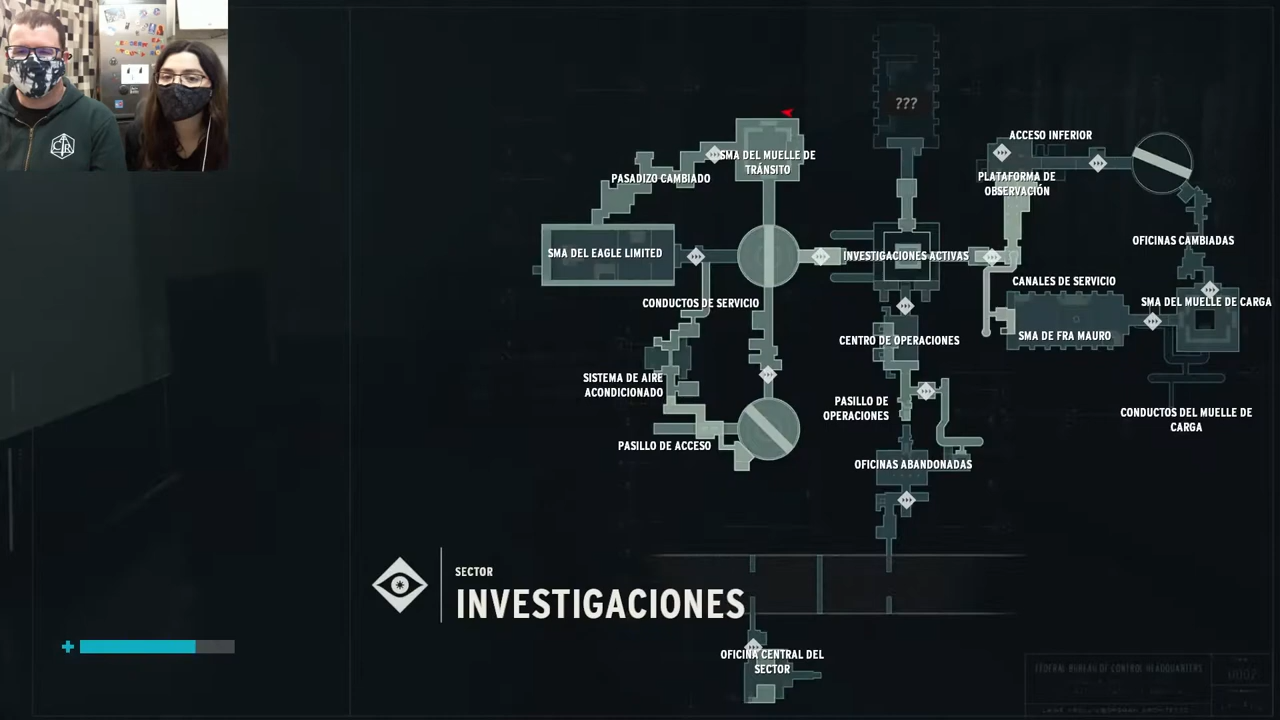 ???
ACCESO INFERIOR
SMA DEL MUELLE DE
TRÁNSITO
PASADIZO CAMBIADO
PLATAFORMA DE
OBSERVACIÓN
OFICINAS CAMBIADAS
SMA DEL EAGLE LIMITED
INVESTIGACIONES ACTIVAS
CANALES DE SERVICIO
CONDUCTOS DE SERVICIO
SMA DEL MUELLE DE CARGA
SMA DE FRA MAURO
CENTRO DE OPERACIONES
SISTEMA DE AIRE
ACONDICIONADO
PASILLO DE
OPERACIONES
CONDUCTOS DEL MUELLE DE
CARGA
PASILLO DE ACCESO
OFICINAS ABANDONADAS
SECTOR
INVESTIGACIONES
OFICINA CENTRAL DEL
SECTOR
FEDERAL BUREAU OF CONTROL HEADQUARTERS